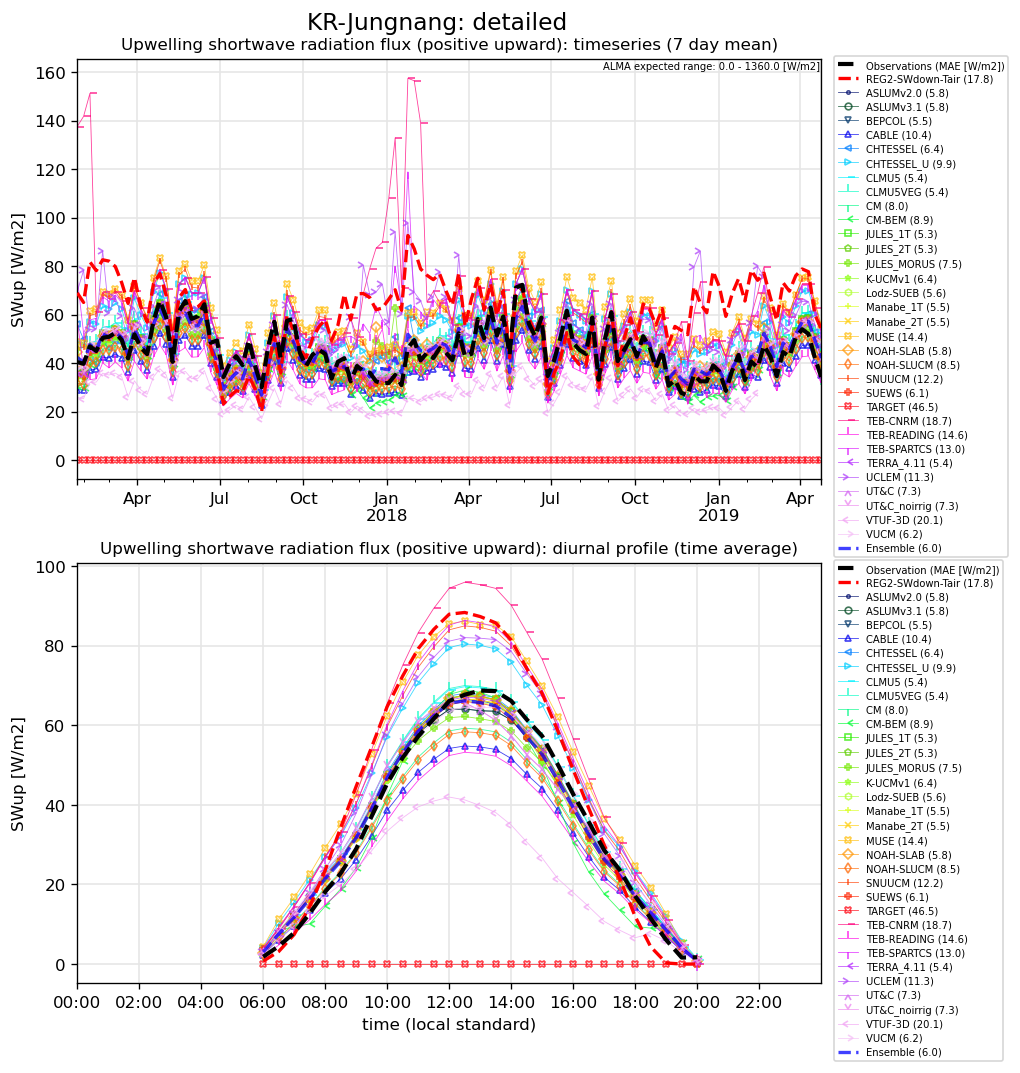 KR-Jungnang: detailed
Upwelling shortwave radiation flux (positive upward): timeseries (7 day mean)
ALMA expected range: 0.0 - 1360.0 [W/m2]
SWup [W/m2]
160
140
120
100
80
60
40
20
0
Apr
Jul
Oct
Jan
2018
Apr
Jul
Oct
Jan
2019
Apr
Observations (MAE [W/m2])
REG2-SWdown-Tair (17.8)
ASLUMv2.0 (5.8)
ASLUMv3.1 (5.8)
BEPCOL (5.5)
CABLE (10.4)
CHTESSEL (6.4)
CHTESSEL_U (9.9)
CLMU5 (5.4)
CLMU5VEG (5.4)
CM (8.0)
CM-BEM (8.9)
JULES_1T (5.3)
JULES_2T (5.3)
JULES_MORUS (7.5)
K-UCMv1 (6.4)
Lodz-SUEB (5.6)
Manabe_1T (5.5)
Manabe_2T (5.5)
MUSE (14.4)
NOAH-SLAB (5.8)
NOAH-SLUCM (8.5)
SNUUCM (12.2)
SUEWS (6.1)
TARGET (46.5)
TEB-CNRM (18.7)
TEB-READING (14.6)
TEB-SPARTCS (13.0)
TERRA_4.11 (5.4)
UCLEM (11.3)
UT&C (7.3)
UT&C_noirrig (7.3)
VTUF-3D (20.1)
VUCM (6.2)
Ensemble (6.0)
Upwelling shortwave radiation flux (positive upward): diurnal profile (time average)
SWup [W/m2]
100
80
60
40
20
0
00:00
02:00
04:00
06:00
08:00
10:00
12:00
14:00
16:00
18:00
20:00
22:00
time (local standard)
Observation (MAE [W/m2])
REG2-SWdown-Tair (17.8)
ASLUMv2.0 (5.8)
ASLUMv3.1 (5.8)
BEPCOL (5.5)
CABLE (10.4)
CHTESSEL (6.4)
CHTESSEL_U (9.9)
CLMU5 (5.4)
CLMU5VEG (5.4)
CM (8.0)
CM-BEM (8.9)
JULES_1T (5.3)
JULES_2T (5.3)
JULES_MORUS (7.5)
K-UCMv1 (6.4)
Lodz-SUEB (5.6)
Manabe_1T (5.5)
Manabe_2T (5.5)
MUSE (14.4)
NOAH-SLAB (5.8)
NOAH-SLUCM (8.5)
SNUUCM (12.2)
SUEWS (6.1)
TARGET (46.5)
TEB-CNRM (18.7)
TEB-READING (14.6)
TEB-SPARTCS (13.0)
TERRA_4.11 (5.4)
UCLEM (11.3)
UT&C (7.3)
UT&C_noirrig (7.3)
VTUF-3D (20.1)
VUCM (6.2)
Ensemble (6.0)